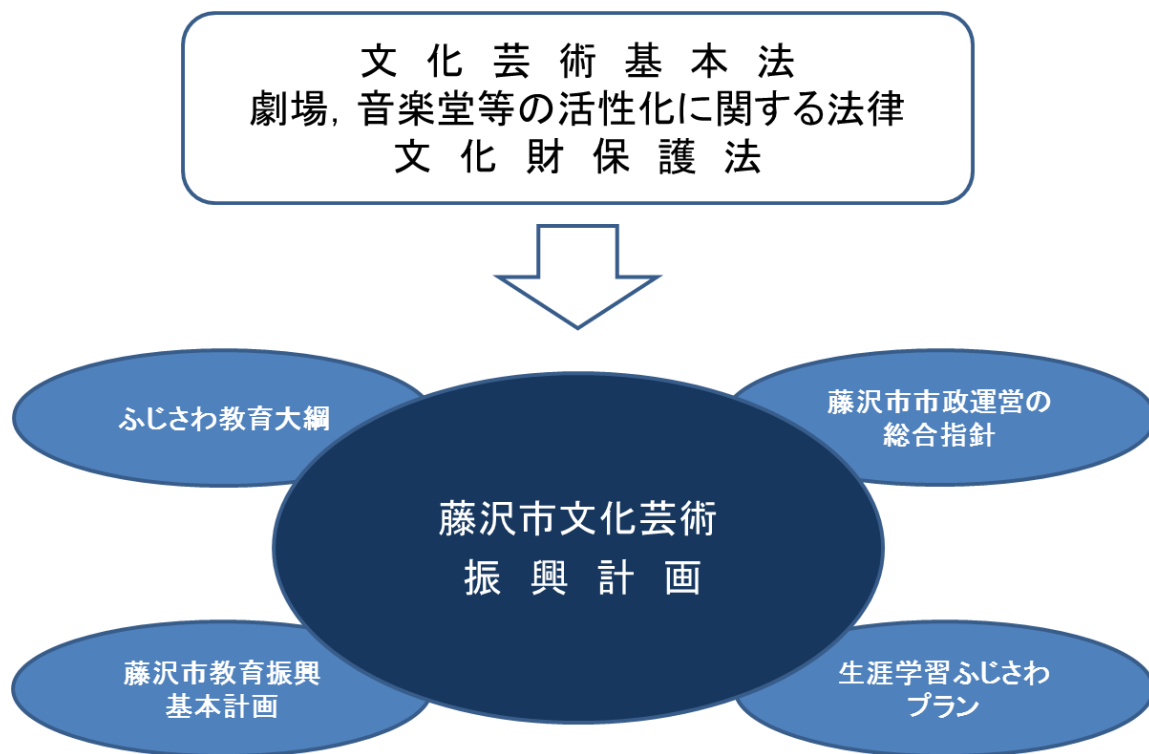 文化芸術基本法
劇場，音楽堂等の活性化に関する法律
文化財保護法
ふじさわ教育大綱
藤沢市市政運営の
総合指針
藤沢市文化芸術
振興計画
藤沢市教育振興
基本計画
生涯学習ふじさわ
プラン